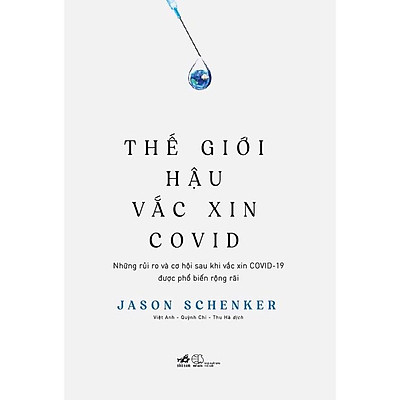 THẾ GIỚI
HẬU
VẮC XIN
COVID
Những rủi ro và cơ hội sau khi vắc xin COVID-19
được phổ biến rộng rãi
JASON SCHENKER
Việt Anh - Quỳnh Chi - Thu Hà dịch